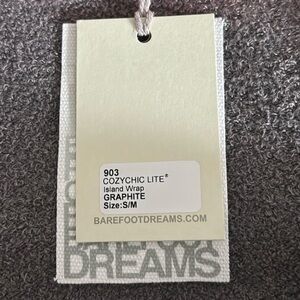 903
COZYCHIC LITE®
Island Wrap
GRAPHITE
Size:S/M
BAREFOOTDREAMS.COM
DREAMS